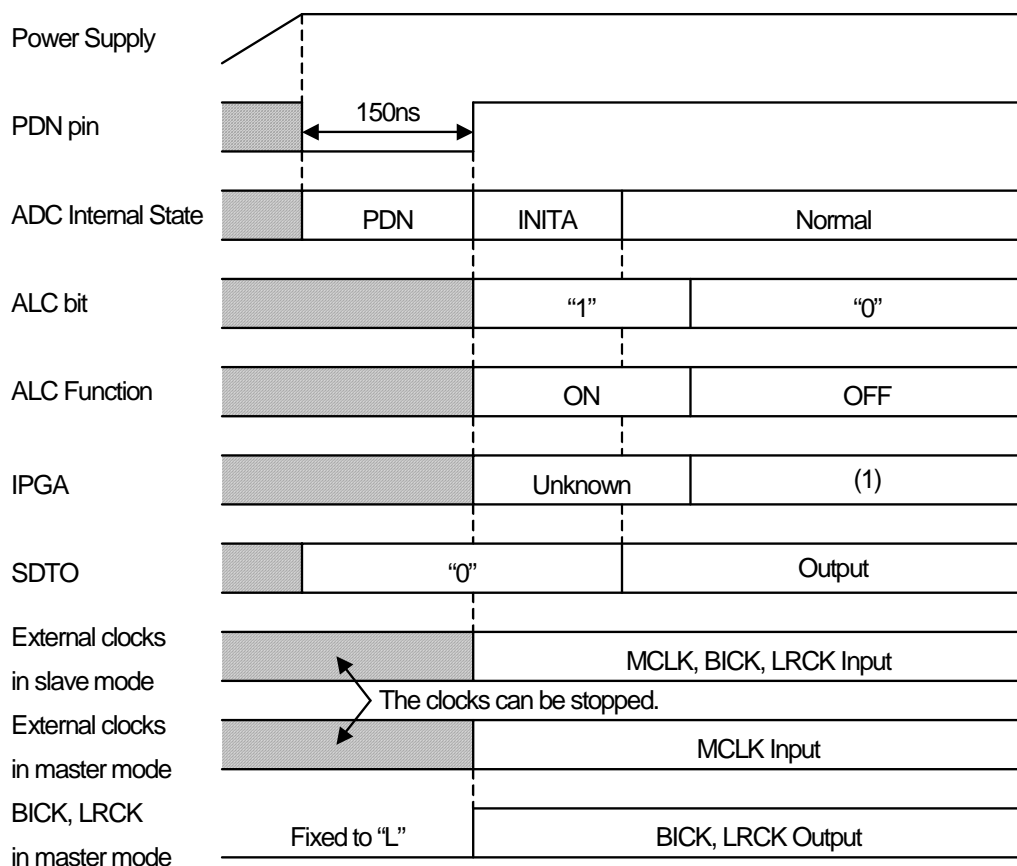 Power Supply
PDN pin
150ns
ADC Internal State
PDN
INITA
Normal
ALC bit
“1”
“0”
ALC Function
ON
OFF
IPGA
Unknown
(1)
SDTO
“0”
Output
External clocks
in slave mode
MCLK, BICK, LRCK Input
The clocks can be stopped.
External clocks
in master mode
MCLK Input
BICK, LRCK
in master mode
Fixed to “L”
BICK, LRCK Output